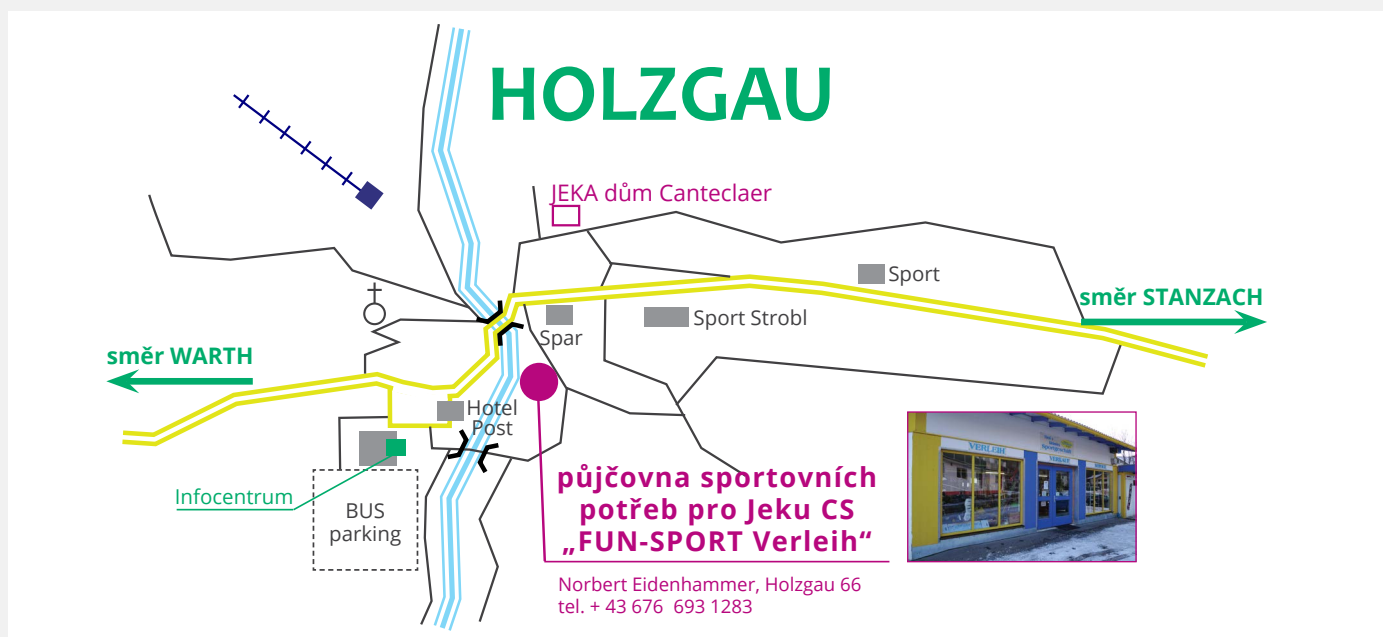 HOLZGAU
JEKA dům Canteclaer
Sport
směr STANZACH
Sport Strobl
Spar
směr WARTH
Hotel
Post
Infocentrum
BUS
parking
půjčovna sportovních
potřeb pro Jeku CS
„FUN-SPORT Verleih“
Norbert Eidenhammer, Holzgau 66
tel. + 43 676 693 1283
VERLEIH